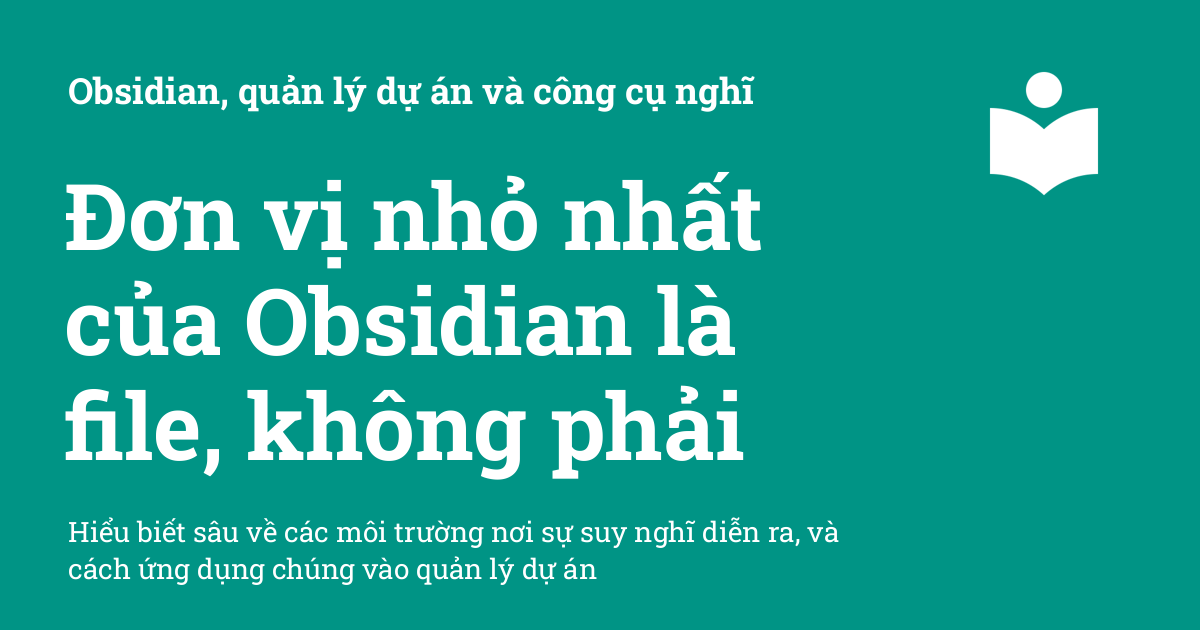 Obsidian, quản lý dự án và công cụ nghĩ
Đơn vị nhỏ nhất
của Obsidian là
file, không phải
Hiểu biết sâu về các môi trường nơi sự suy nghĩ diễn ra, và
cách ứng dụng chúng vào quản lý dự án